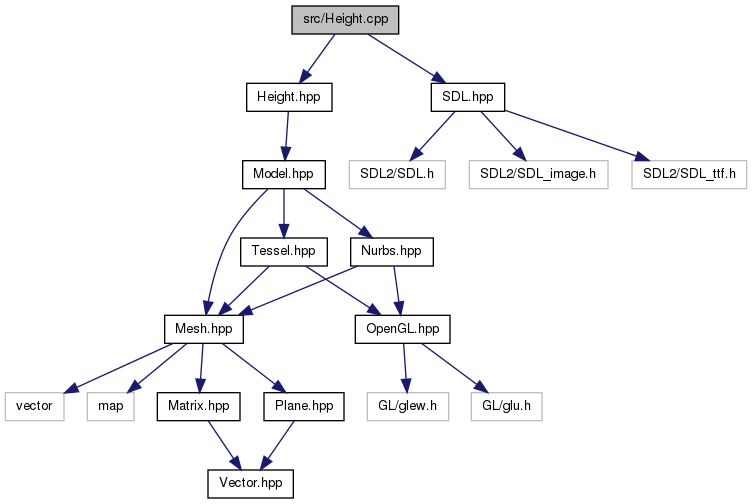 src/Height.cpp
Height.hpp
SDL.hpp
Model.hpp
SDL2/SDL.h
SDL2/SDL_image.h
SDL2/SDL_ttf.h
Tessel.hpp
Nurbs.hpp
Mesh.hpp
OpenGL.hpp
vector
map
Matrix.hpp
Plane.hpp
GL/glew.h
GL/glu.h
Vector.hpp